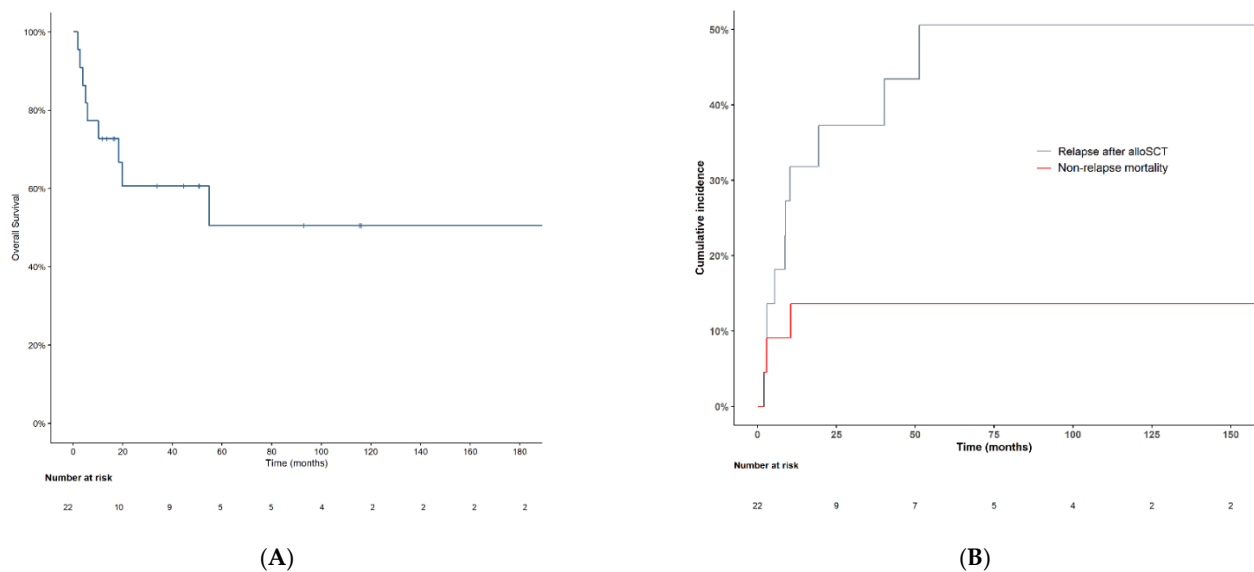 100%
80%
60%
40%
20%
0%
Overall Survival
0 20 40 60 80 100 120 140 160 180
Time (months)
Number at risk
22 10 9 5 5 4 2 2 2 2
(A)
50%
40%
30%
20%
10%
0%
Cumulative incidence
Relapse after alloSCT
Non-relapse mortality
0 25 50 75 100 125 150
Time (months)
Number at risk
22 9 7 5 4 2 2
(B)